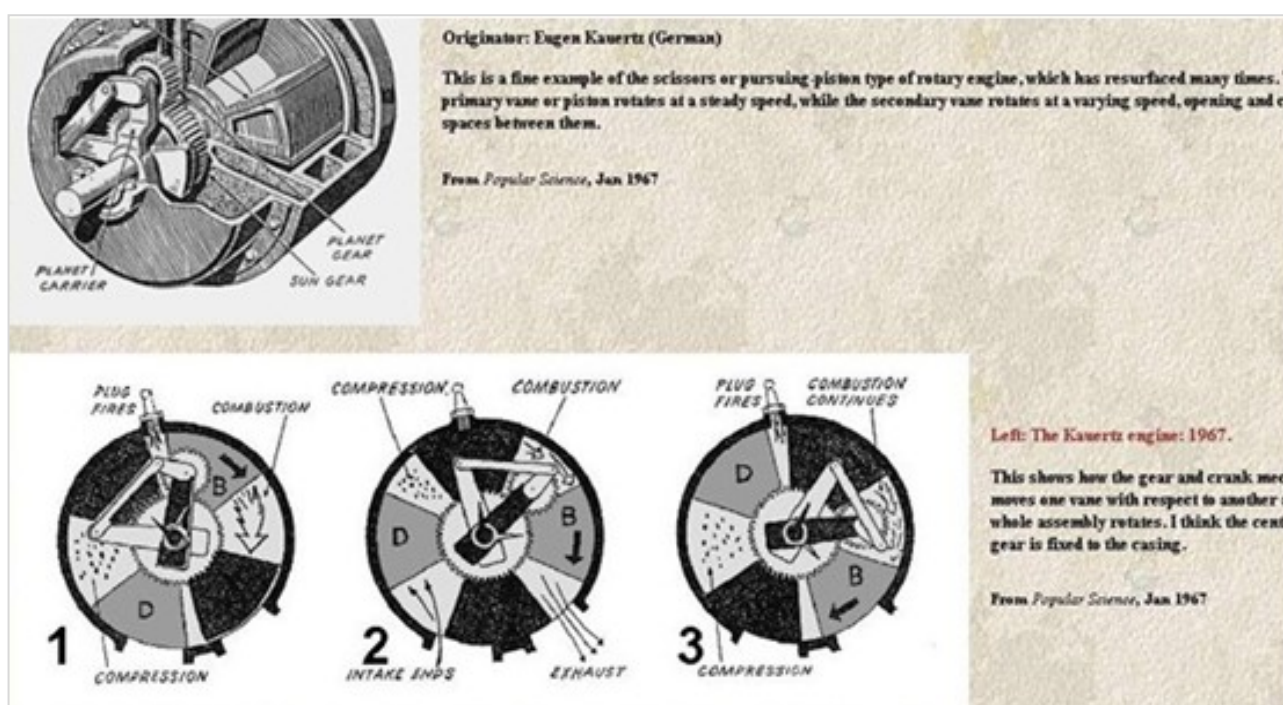 Originator: Eugen Kauertz (German)
This is a fine example of the scissors or pursuing-piston type of rotary engine, which has resurfaced many times.
primary vane or piston rotates at a steady speed, while the secondary vane rotates at a varying speed, opening and
spaces between them.
From Popular Science, Jan 1967
PLANET
GEAR
SUN GEAR
PLANET
CARRIER
PLUG
FIRES
COMBUSTION
B
D
1
COMPRESSION
COMPRESSION
COMBUSTION
D
B
2
INTAKE ENDS
EXHAUST
PLUG
FIRES
COMBUSTION
CONTINUES
D
B
3
COMPRESSION
Left: The Kauertz engine: 1967.
This shows how the gear and crank
moves one vane with respect to another
whole assembly rotates. I think the
gear is fixed to the casing.
From Popular Science, Jan 1967